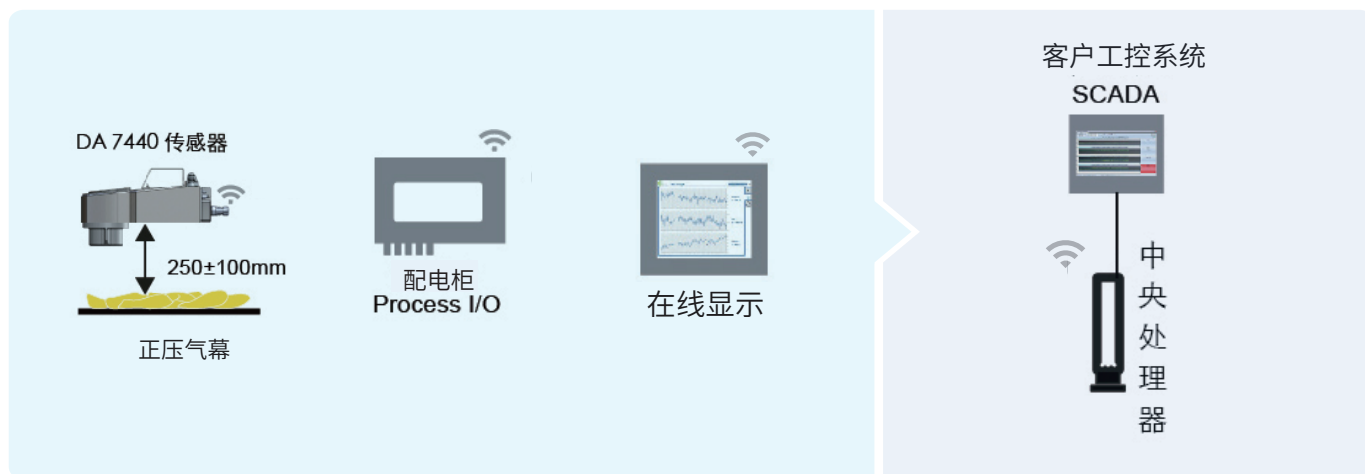 DA 7440 传感器
250±100mm
正压气幕
配电柜
Process I/O
在线显示
客户工控系统
SCADA
中央处理器